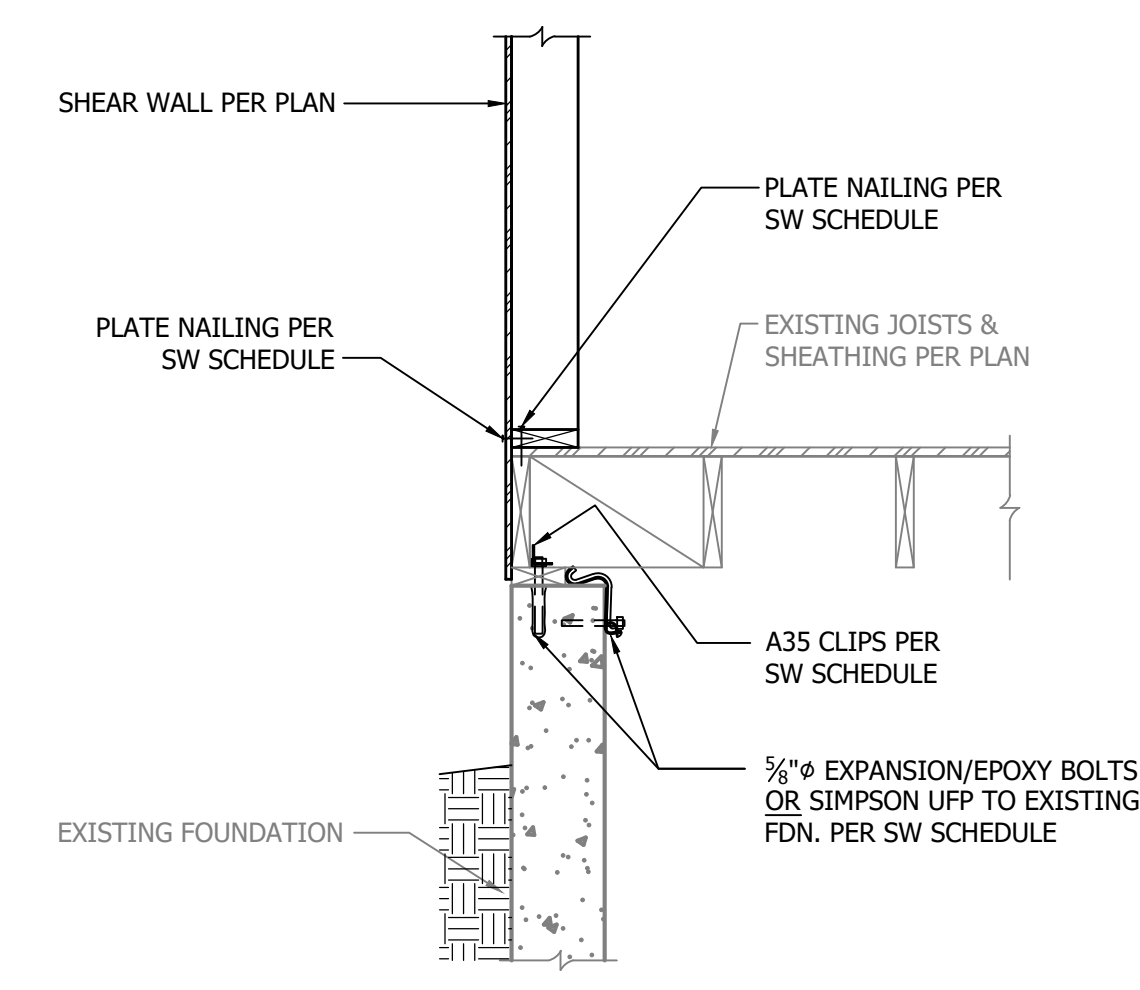 SHEAR WALL PER PLAN
PLATE NAILING PER
SW SCHEDULE
PLATE NAILING PER
SW SCHEDULE
EXISTING JOISTS &
SHEATHING PER PLAN
A35 CLIPS PER
SW SCHEDULE
⅝"ø EXPANSION/EPOXY BOLTS
OR SIMPSON UFP TO EXISTING
FDN. PER SW SCHEDULE
EXISTING FOUNDATION